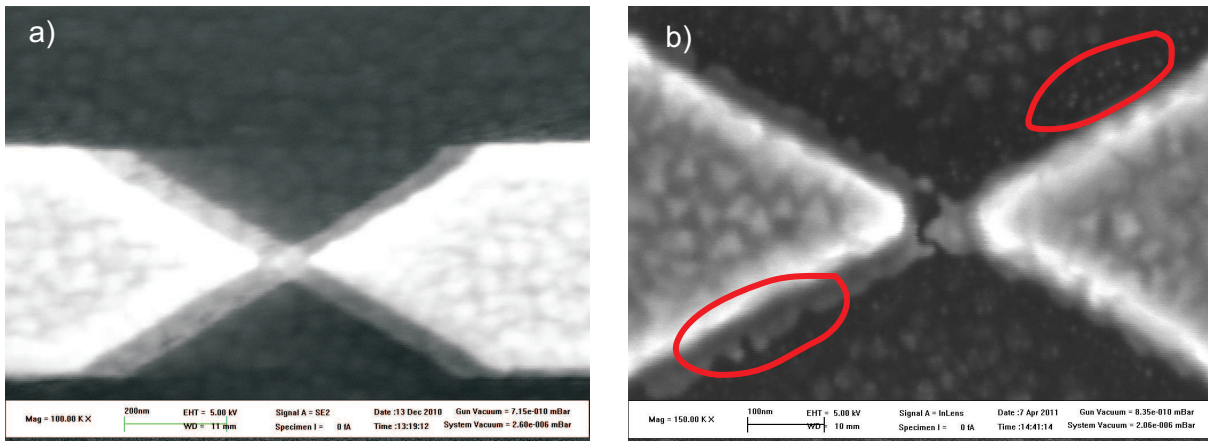 a)
b)
Mag = 100.00 K X
200nm
EHT = 5.00 kV
WD = 11 mm
Signal A = SE2
Specimen I = 0 fA
Date :13 Dec 2010
Time :13:19:12
Gun Vacuum = 7.15e-010 mBar
System Vacuum = 2.60e-006 mBar
Mag = 150.00 K X
100nm
EHT = 5.00 kV
WD = 10 mm
Signal A = InLens
Specimen I = 0 fA
Date :7 Apr 2011
Time :14:41:14
Gun Vacuum = 8.35e-010 mBar
System Vacuum = 2.06e-006 mBar